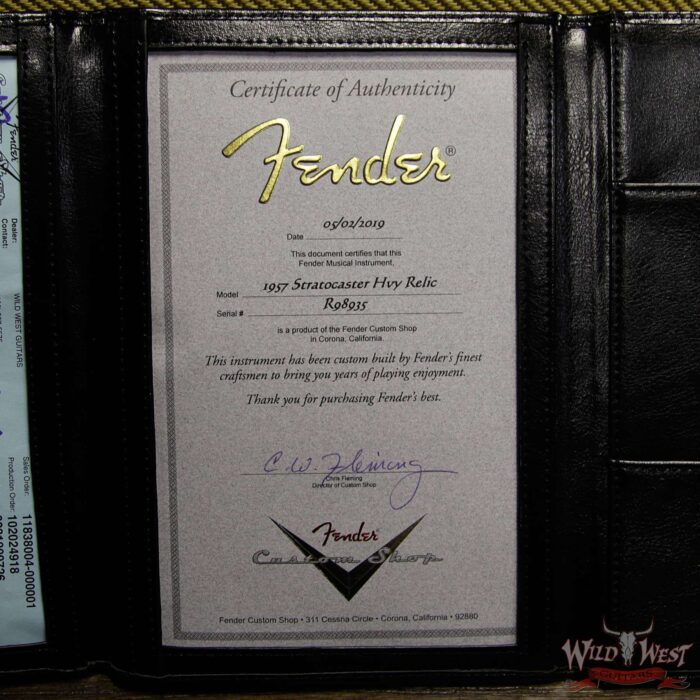 Certificate of Authenticity
Fender®
05/02/2019
Date
This document certifies that this
Fender Musical Instrument,
Model 1957 Stratocaster Hvy Relic
Serial # R98935
is a product of the Fender Custom Shop
in Corona, California.
This instrument has been custom built by Fender's finest
craftsmen to bring you years of playing enjoyment.
Thank you for purchasing Fender's best.
C. W. Fleming
Chris Fleming
Director of Custom Shop
Fender
Custom Shop
Fender Custom Shop • 311 Cessna Circle • Corona, California • 92880
Fender
Dealer: WILD WEST GUITARS
Contact:
Sales Order: 11838004-000001
Production Order: 102024918
WILD WEST
GUITARS